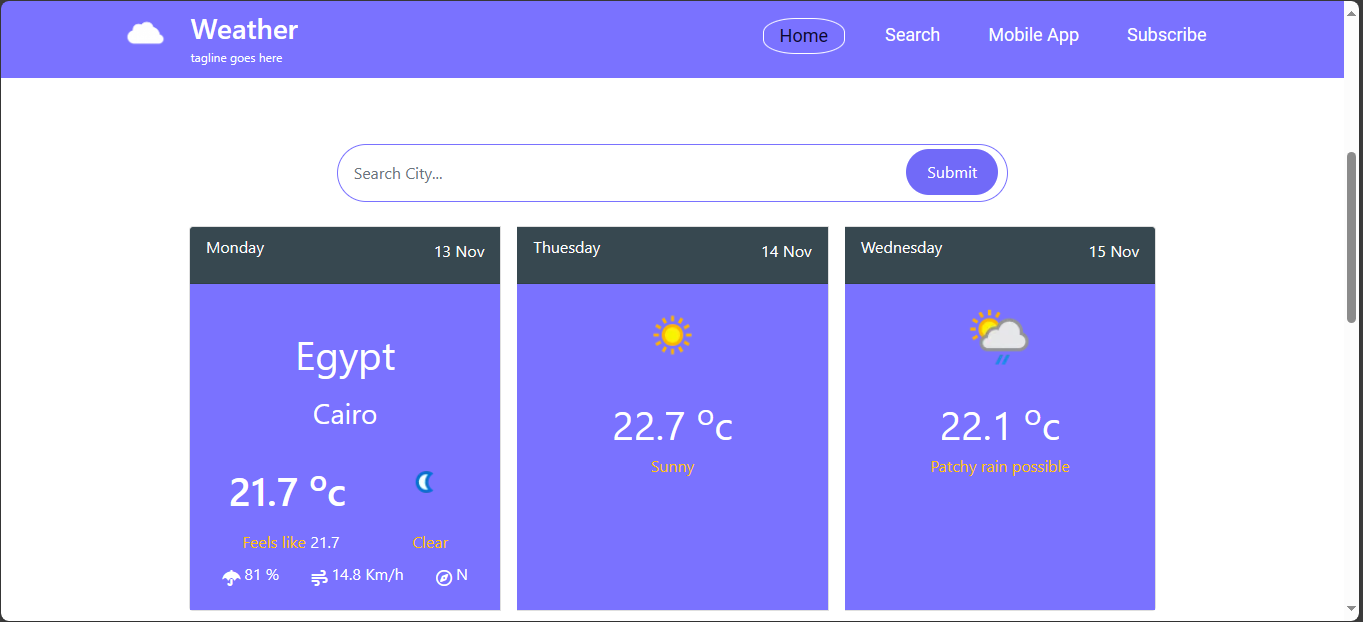 Weather
tagline goes here
Home Search Mobile App Subscribe
Search City...
Submit
Monday 13 Nov
Egypt
Cairo
21.7 ºc
Feels like 21.7 Clear
81 % 14.8 Km/h N
Thuesday 14 Nov
22.7 ºc
Sunny
Wednesday 15 Nov
22.1 ºc
Patchy rain possible